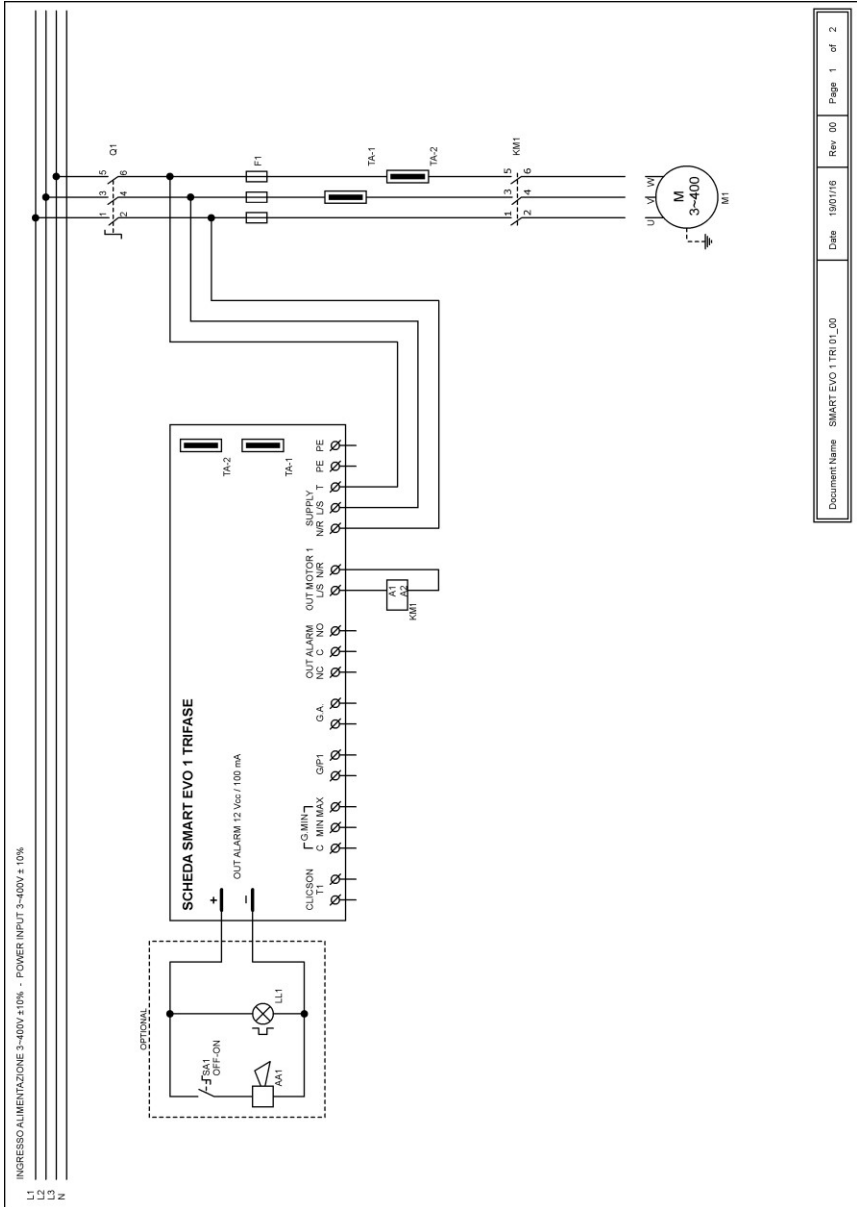 INGRESSO ALIMENTAZIONE 3~400V ±10% - POWER INPUT 3~400V ± 10%
L1
L2
L3
N
Q1
1 3 5
2 4 6
F1
TA-1
TA-2
KM1
1 3 5
2 4 6
U V W
M
3~400
M1
OPTIONAL
SA1
OFF-ON
AA1
LL1
SCHEDA SMART EVO 1 TRIFASE
+
OUT ALARM 12 Vcc / 100 mA
-
TA-2
TA-1
CLICSON
T1
G.MIN
C MIN MAX
G/P1
G.A.
OUT ALARM
NC C NO
OUT MOTOR 1
L/S N/R
SUPPLY
N/R L/S T
PE PE
A1
A2
KM1
Document Name SMART EVO 1 TRI 01_00 Date 19/01/16 Rev 00 Page 1 of 2